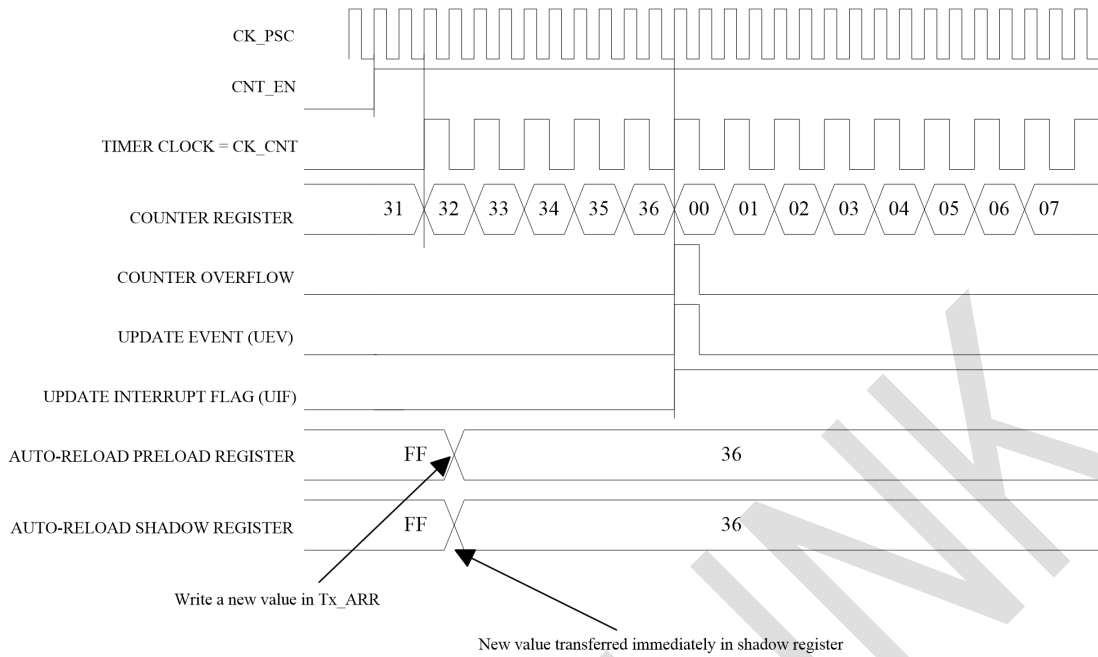 CK_PSC
CNT_EN
TIMER CLOCK = CK_CNT
COUNTER REGISTER 31 32 33 34 35 36 00 01 02 03 04 05 06 07
COUNTER OVERFLOW
UPDATE EVENT (UEV)
UPDATE INTERRUPT FLAG (UIF)
AUTO-RELOAD PRELOAD REGISTER FF 36
AUTO-RELOAD SHADOW REGISTER FF 36
Write a new value in Tx_ARR
New value transferred immediately in shadow register